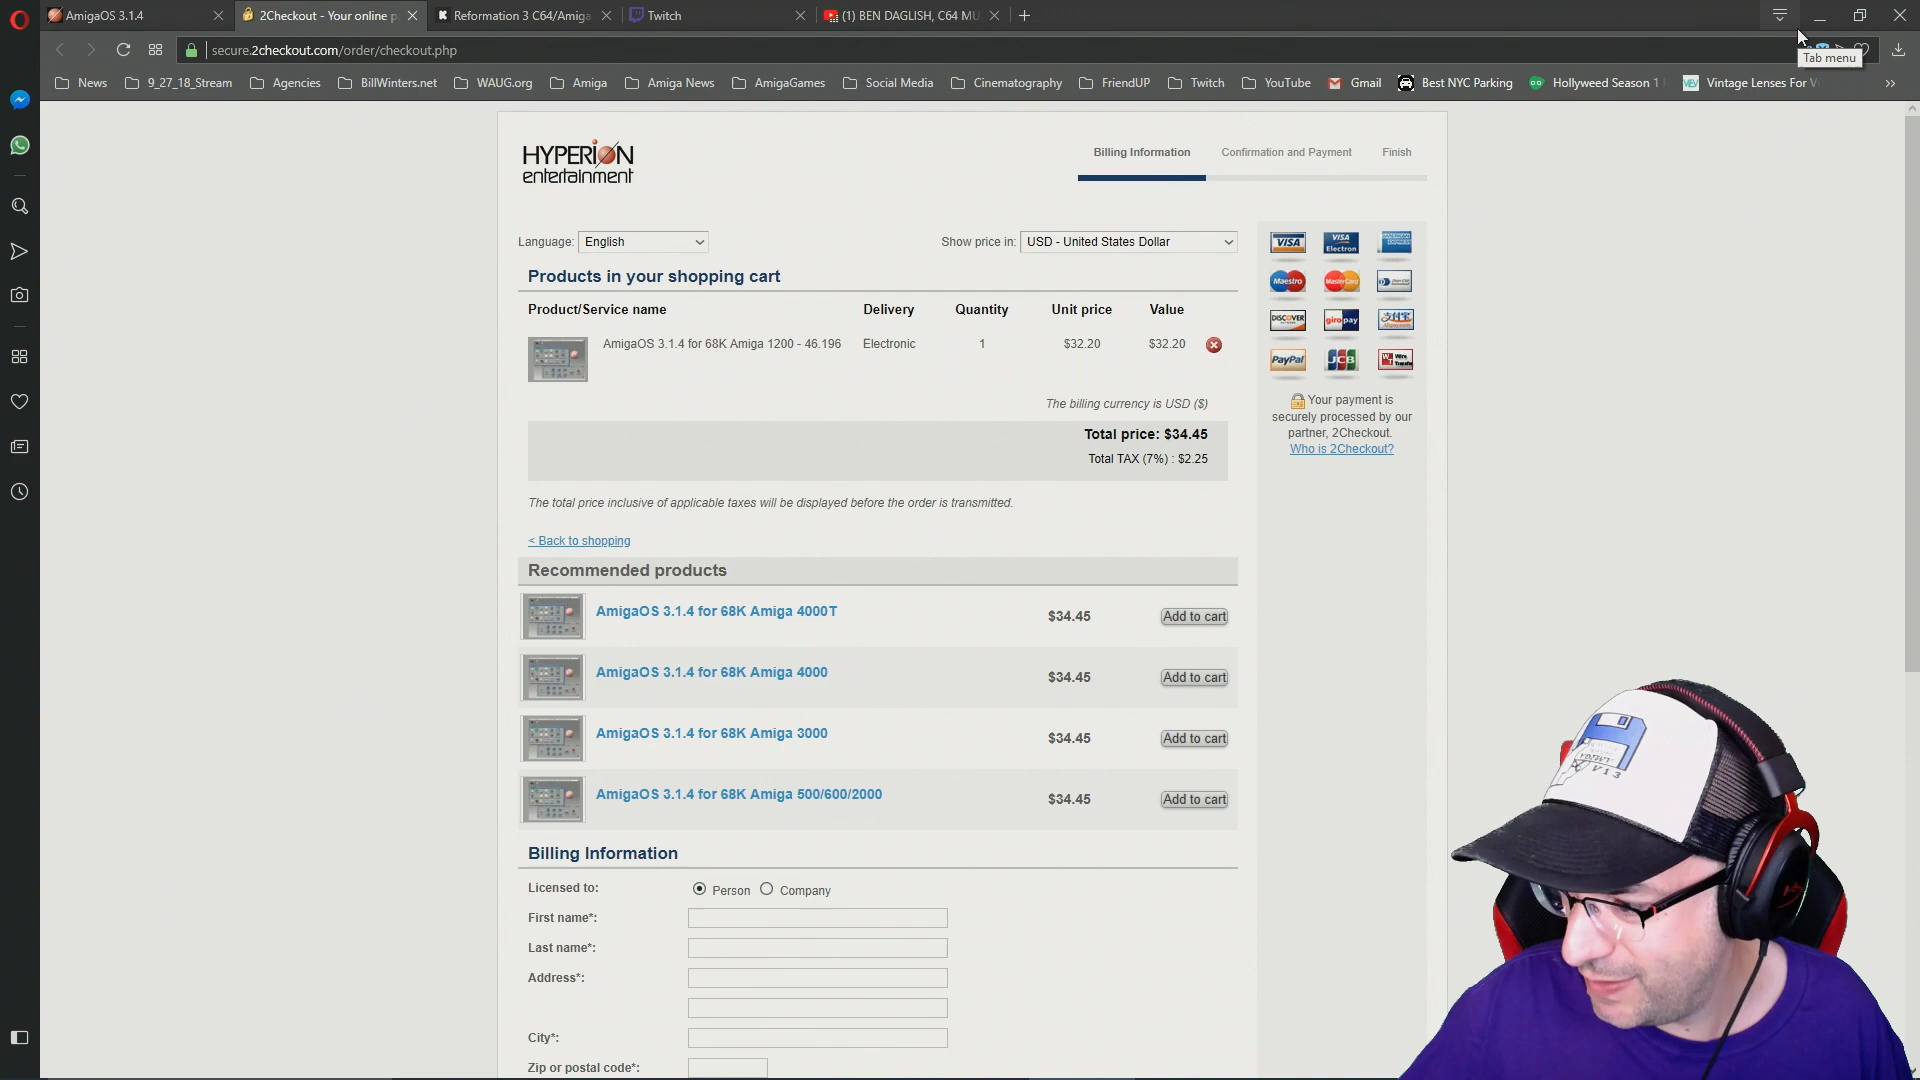 AmigaOS 3.1.4
2Checkout - Your online p
Reformation 3 C64/Amiga
Twitch
(1) BEN DAGLISH, C64 MU
secure.2checkout.com/order/checkout.php
Tab menu
News
9_27_18_Stream
Agencies
BillWinters.net
WAUG.org
Amiga
Amiga News
AmigaGames
Social Media
Cinematography
FriendUP
Twitch
YouTube
Gmail
Best NYC Parking
Hollyweed Season 1
Vintage Lenses For V
HYPERION
entertainment
Billing Information
Confirmation and Payment
Finish
Language: English
Show price in: USD - United States Dollar
Products in your shopping cart
Product/Service name Delivery Quantity Unit price Value
AmigaOS 3.1.4 for 68K Amiga 1200 - 46.196 Electronic 1 $32.20 $32.20
The billing currency is USD ($)
Total price: $34.45
Total TAX (7%) : $2.25
The total price inclusive of applicable taxes will be displayed before the order is transmitted.
< Back to shopping
VISA
VISA Electron
AMERICAN EXPRESS
Maestro
MasterCard
DISCOVER
giropay
支付宝
PayPal
JCB
Wire Transfer
Your payment is
securely processed by our
partner, 2Checkout.
Who is 2Checkout?
Recommended products
AmigaOS 3.1.4 for 68K Amiga 4000T $34.45 Add to cart
AmigaOS 3.1.4 for 68K Amiga 4000 $34.45 Add to cart
AmigaOS 3.1.4 for 68K Amiga 3000 $34.45 Add to cart
AmigaOS 3.1.4 for 68K Amiga 500/600/2000 $34.45 Add to cart
Billing Information
Licensed to: Person Company
First name*:
Last name*:
Address*:
City*:
Zip or postal code*:
V13